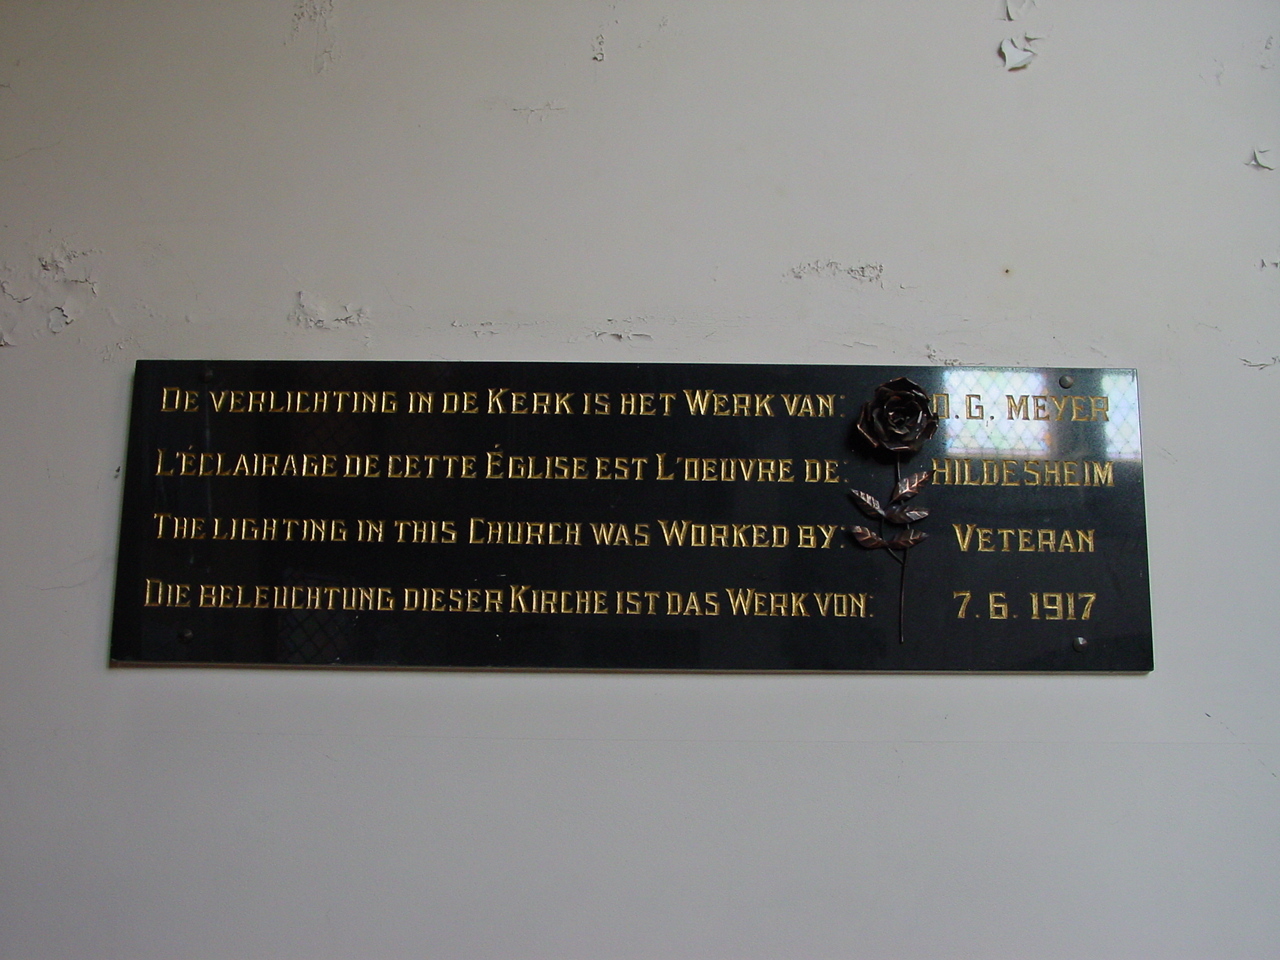 De verlichting in de Kerk is het Werk van: O.G. MEYER
L'éclairage de cette Église est L'oeuvre de: HILDESHEIM
The lighting in this Church was Worked by: Veteran
Die beleuchtung dieser Kirche ist das Werk von: 7.6.1917